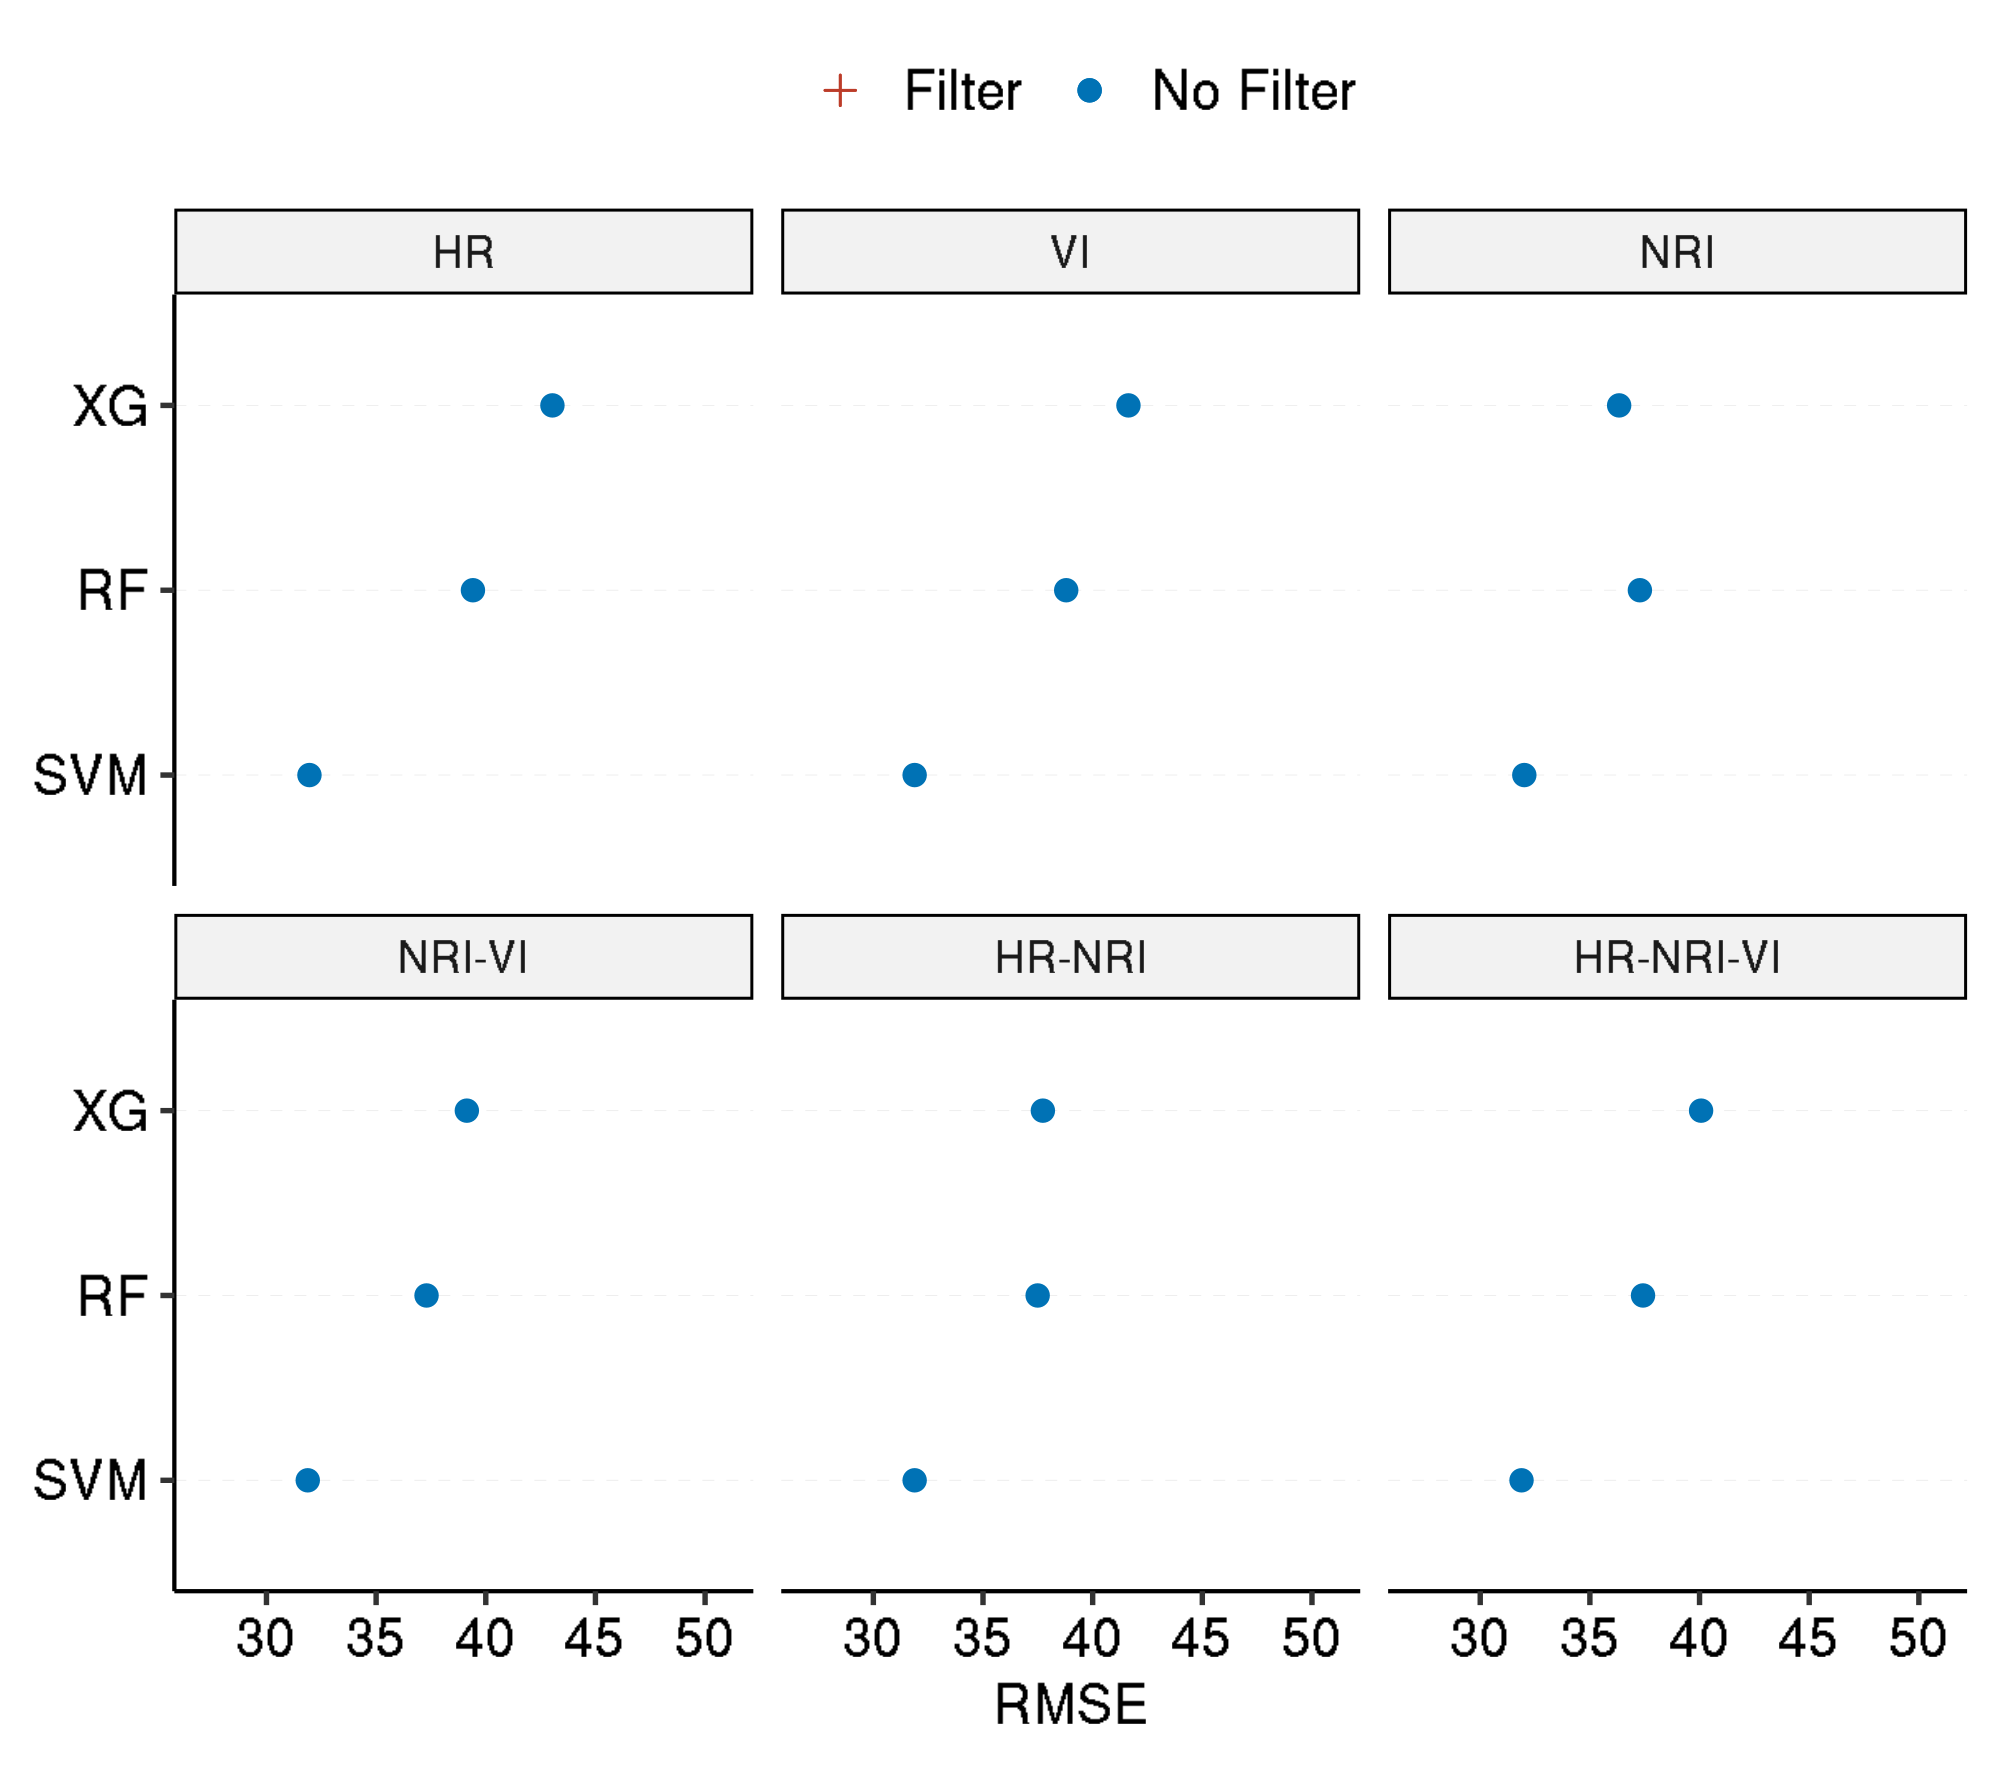 Filter No Filter
HR VI NRI
XG
RF
SVM
NRI-VI HR-NRI HR-NRI-VI
XG
RF
SVM
30 35 40 45 50 30 35 40 45 50 30 35 40 45 50
RMSE